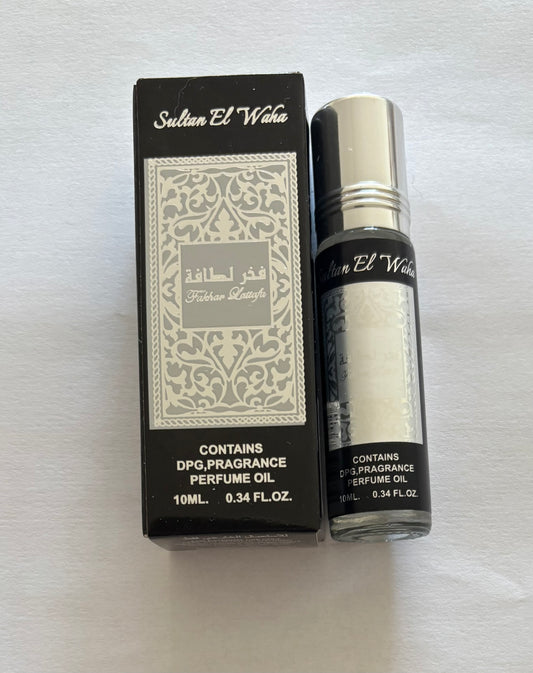 Sultan El Waha
فخر لطافة
Fakhar Lattafa
CONTAINS
DPG,PRAGRANCE
PERFUME OIL
10ML. 0.34 FL.OZ.
Sultan El Waha
CONTAINS
DPG,PRAGRANCE
PERFUME OIL
10ML. 0.34 FL.OZ.